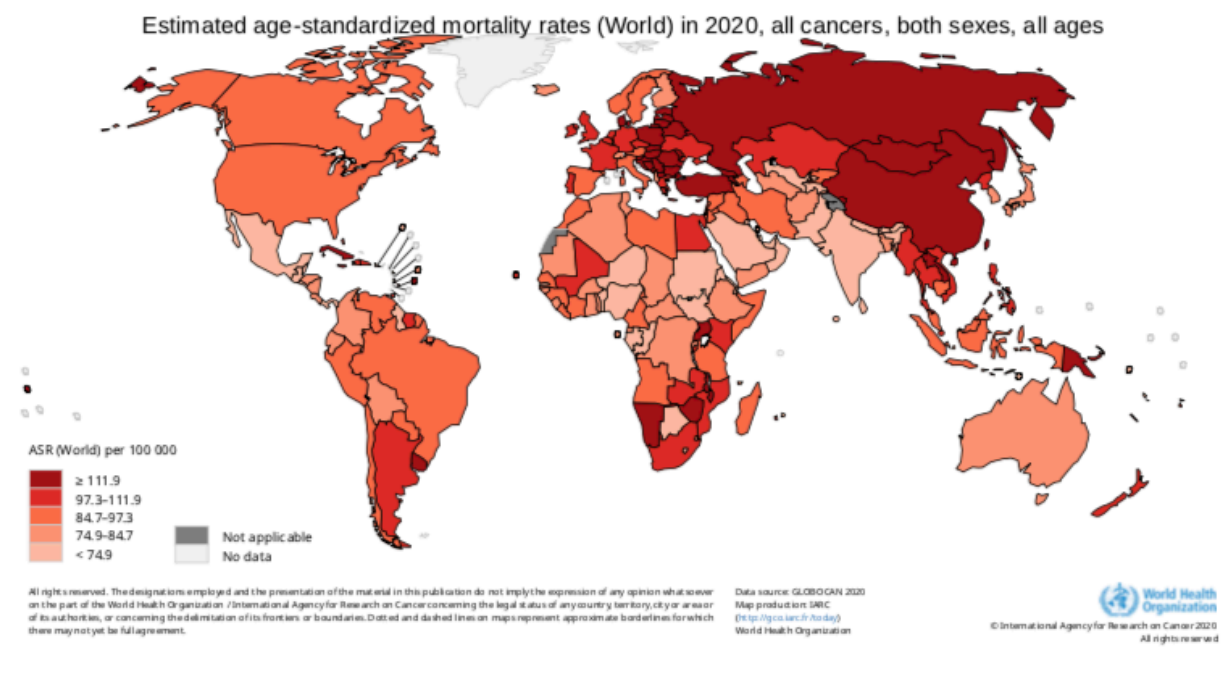 Estimated age-standardized mortality rates (World) in 2020, all cancers, both sexes, all ages
ASR (World) per 100 000
≥ 111.9
97.3–111.9
84.7–97.3
74.9–84.7
< 74.9
Not applicable
No data
All rights reserved. The designations employed and the presentation of the material in this publication do not imply the expression of any opinion whatsoever
on the part of the World Health Organization / International Agency for Research on Cancer concerning the legal status of any country, territory, city or area or
of its authorities, or concerning the delimitation of its frontiers or boundaries. Dotted and dashed lines on maps represent approximate borderlines for which
there may not yet be full agreement.
Data source: GLOBOCAN 2020
Map production: IARC
(http://gco.iarc.fr/today)
World Health Organization
World Health
Organization
© International Agency for Research on Cancer 2020
All rights reserved